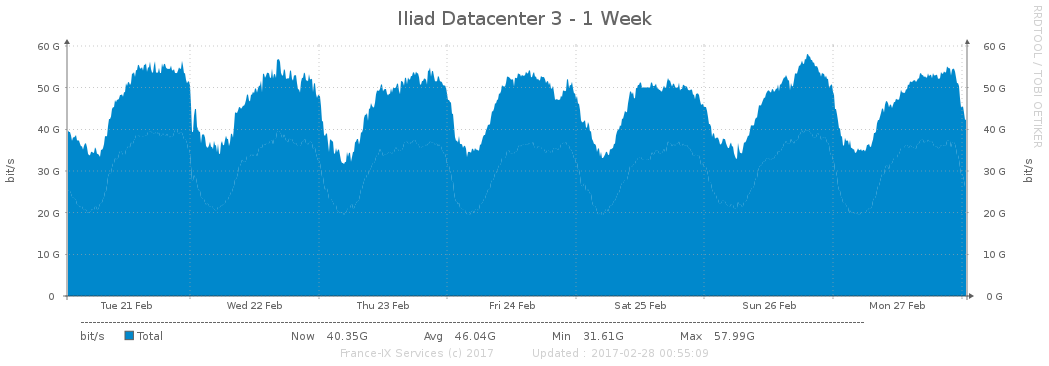 Iliad Datacenter 3 - 1 Week
RRDTOOL / TOBI OETIKER
60 G 60 G
50 G 50 G
40 G 40 G
30 G 30 G
20 G 20 G
10 G 10 G
0 0 G
bit/s bit/s
Tue 21 Feb Wed 22 Feb Thu 23 Feb Fri 24 Feb Sat 25 Feb Sun 26 Feb Mon 27 Feb
bit/s Total Now 40.35G Avg 46.04G Min 31.61G Max 57.99G
France-IX Services (c) 2017 Updated : 2017-02-28 00:55:09